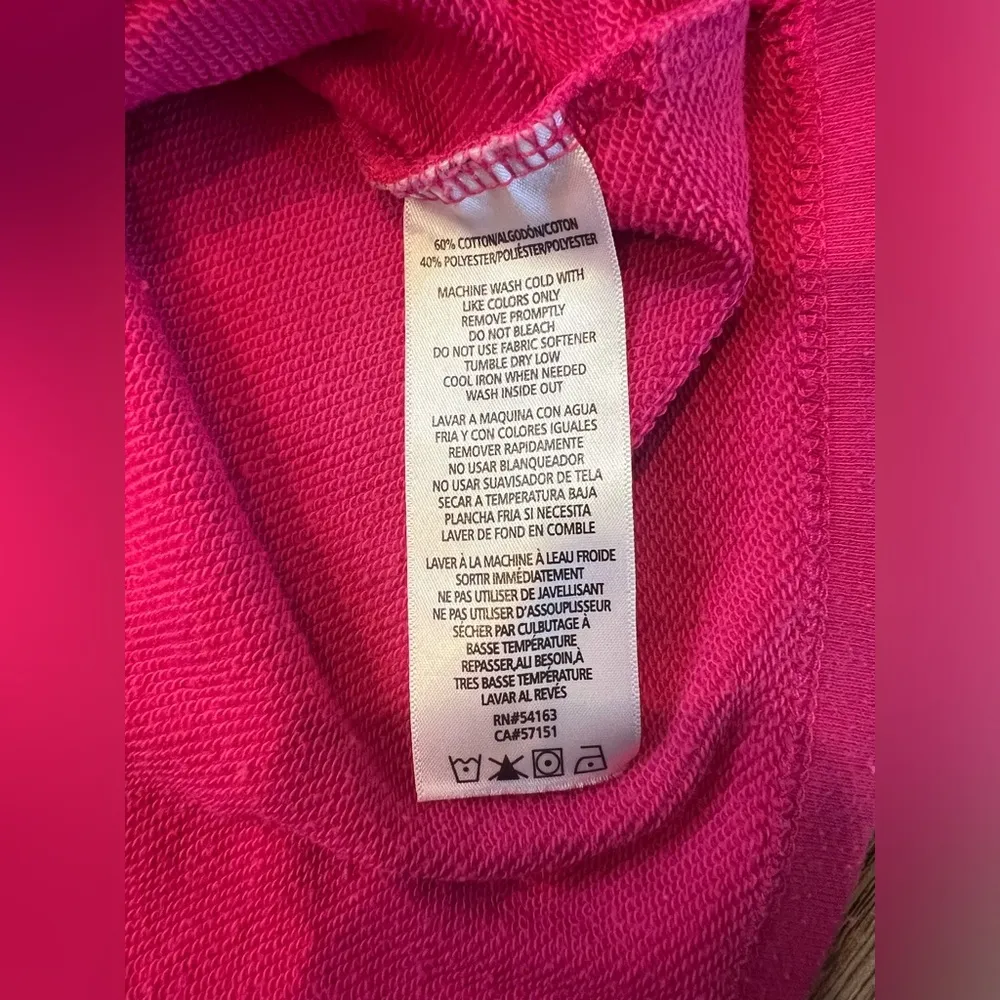 60% COTTON/ALGODÓN/COTON
40% POLYESTER/POLIÉSTER/POLYESTER
MACHINE WASH COLD WITH
LIKE COLORS ONLY
REMOVE PROMPTLY
DO NOT BLEACH
DO NOT USE FABRIC SOFTENER
TUMBLE DRY LOW
COOL IRON WHEN NEEDED
WASH INSIDE OUT
LAVAR A MAQUINA CON AGUA
FRIA Y CON COLORES IGUALES
REMOVER RAPIDAMENTE
NO USAR BLANQUEADOR
NO USAR SUAVISADOR DE TELA
SECAR A TEMPERATURA BAJA
PLANCHA FRIA SI NECESITA
LAVER DE FOND EN COMBLE
LAVER À LA MACHINE À LEAU FROIDE
SORTIR IMMÉDIATEMENT
NE PAS UTILISER DE JAVELLISANT
NE PAS UTILISER D'ASSOUPLISSEUR
SÉCHER PAR CULBUTAGE À
BASSE TEMPÉRATURE
REPASSER,AU BESOIN,À
TRES BASSE TEMPÉRATURE
LAVAR AL REVÉS
RN#54163
CA#57151